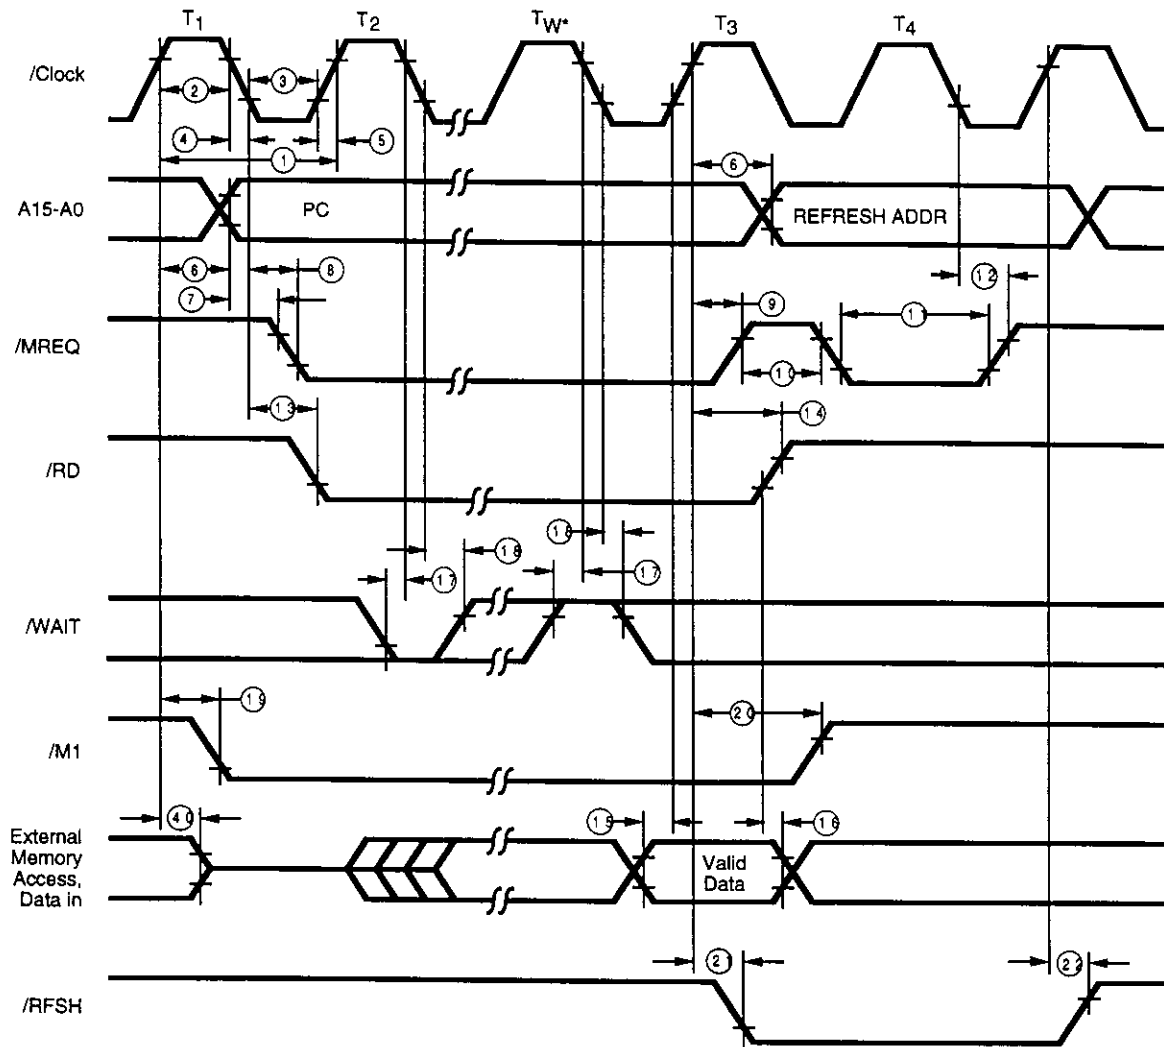 T1 T2 TW* T3 T4
/Clock
2 3
4 5
1
6
A15-A0 PC REFRESH ADDR
6 8 12
7
9 11
/MREQ
10
13 14
/RD
18
18 17
17
/WAIT
19 20
/M1
40 15 16
External
Memory
Access,
Data in
Valid
Data
21 22
/RFSH